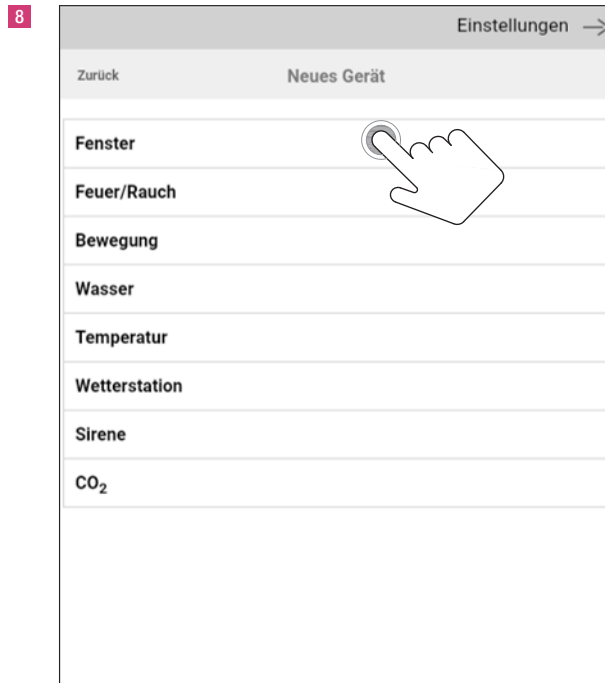 8
Einstellungen
Zurück Neues Gerät
Fenster
Feuer/Rauch
Bewegung
Wasser
Temperatur
Wetterstation
Sirene
CO₂